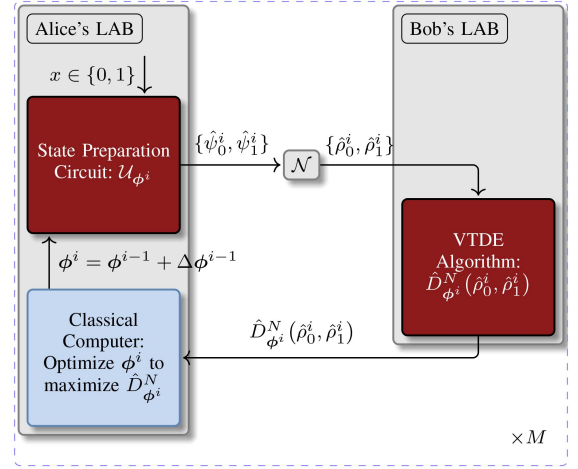 Alice's LAB
Bob's LAB
x ∈ {0, 1}
State Preparation
Circuit: 𝒰_{ϕ^i}
{ψ̂_0^i, ψ̂_1^i}
𝒩
{ρ̂_0^i, ρ̂_1^i}
VTDE
Algorithm:
D̂_{ϕ^i}^N(ρ̂_0^i, ρ̂_1^i)
ϕ^i = ϕ^{i−1} + Δϕ^{i−1}
Classical
Computer:
Optimize ϕ^i to
maximize D̂_{ϕ^i}^N
D̂_{ϕ^i}^N(ρ̂_0^i, ρ̂_1^i)
×M